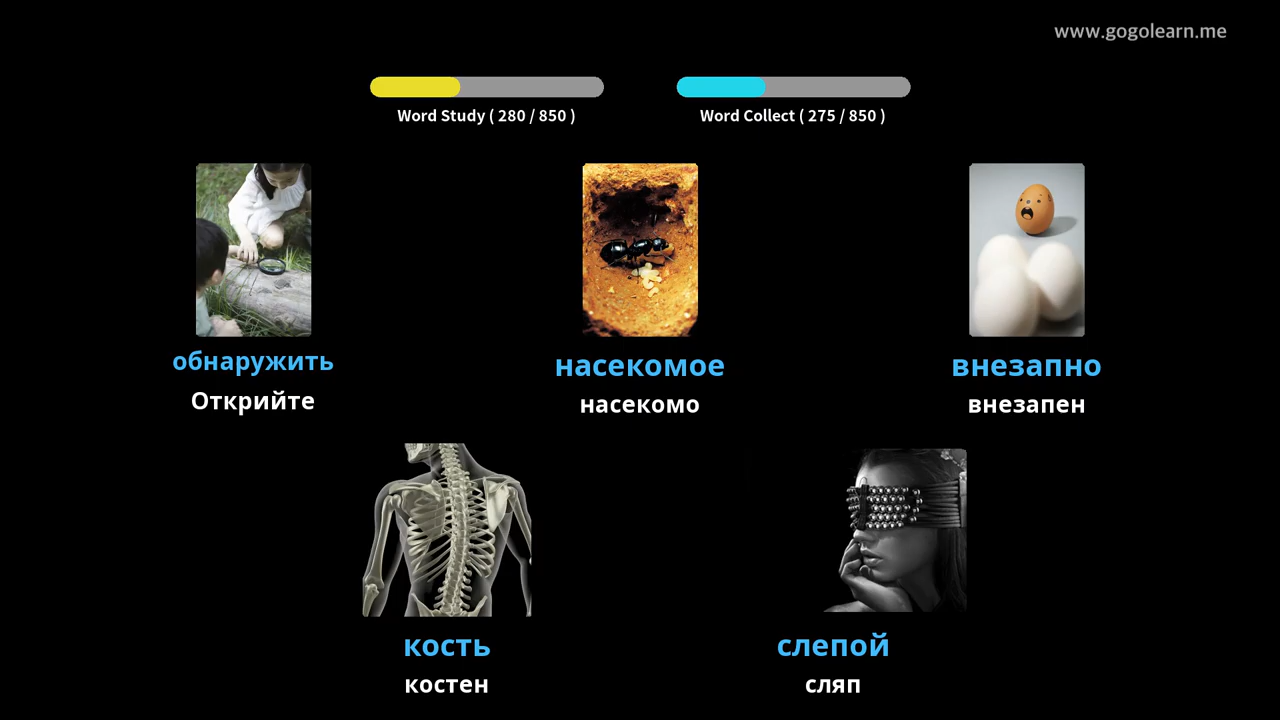 www.gogolearn.me
Word Study ( 280 / 850 )
Word Collect ( 275 / 850 )
обнаружить
Открийте
насекомое
насекомо
внезапно
внезапен
кость
костен
слепой
сляп